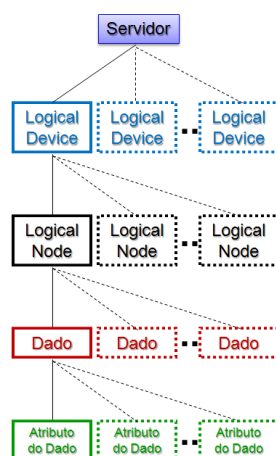 Servidor
Logical Device
Logical Device
Logical Device
Logical Node
Logical Node
Logical Node
Dado
Dado
Dado
Atributo do Dado
Atributo do Dado
Atributo do Dado